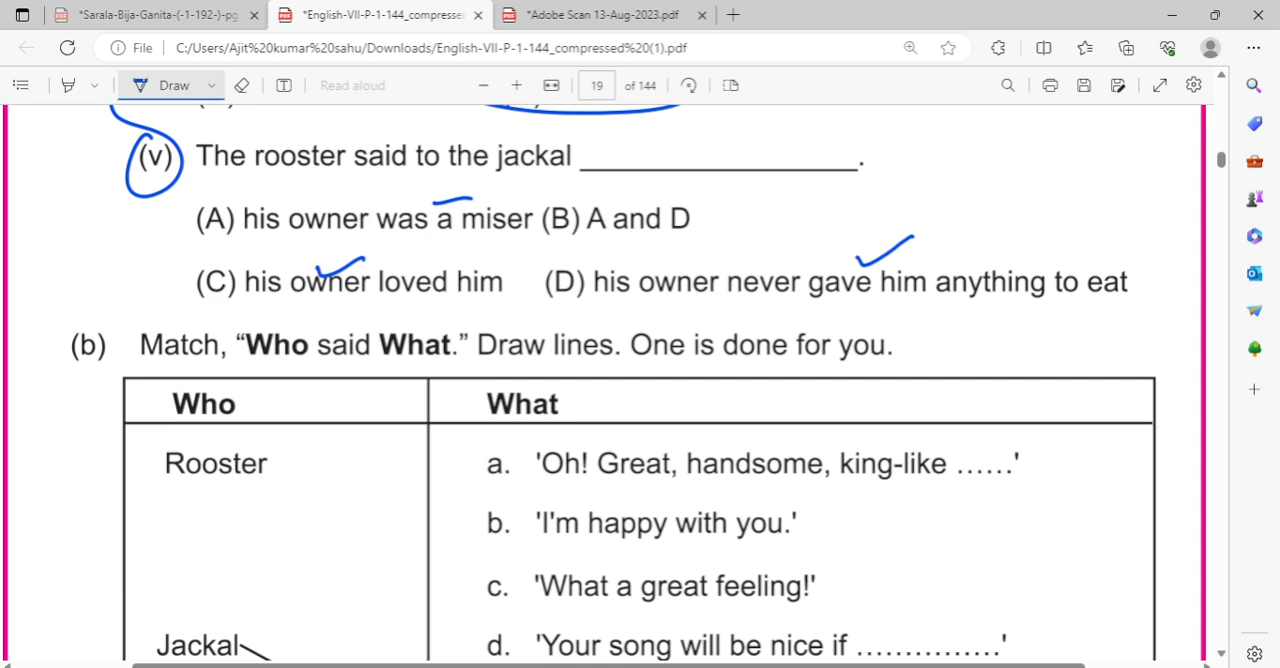 *Sarala-Bija-Ganita-(-1-192-)-pg
*English-VII-P-1-144_compressed
*Adobe Scan 13-Aug-2023.pdf
File
C:/Users/Ajit%20kumar%20sahu/Downloads/English-VII-P-1-144_compressed%20(1).pdf
Draw
Read aloud
19
of 144
(v) The rooster said to the jackal ____________________.
(A) his owner was a miser (B) A and D
(C) his owner loved him (D) his owner never gave him anything to eat
(b) Match, “Who said What.” Draw lines. One is done for you.
Who What
Rooster a. 'Oh! Great, handsome, king-like ......'
b. 'I'm happy with you.'
c. 'What a great feeling!'
Jackal d. 'Your song will be nice if ...............'